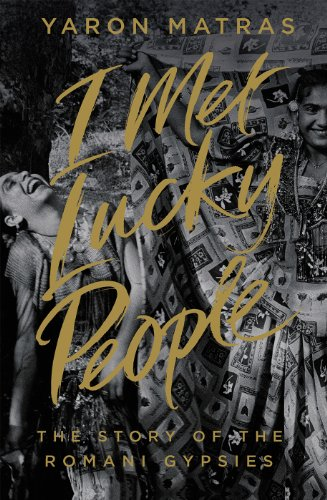 YARON MATRAS
I Met
Lucky
People
THE STORY OF THE
ROMANI GYPSIES